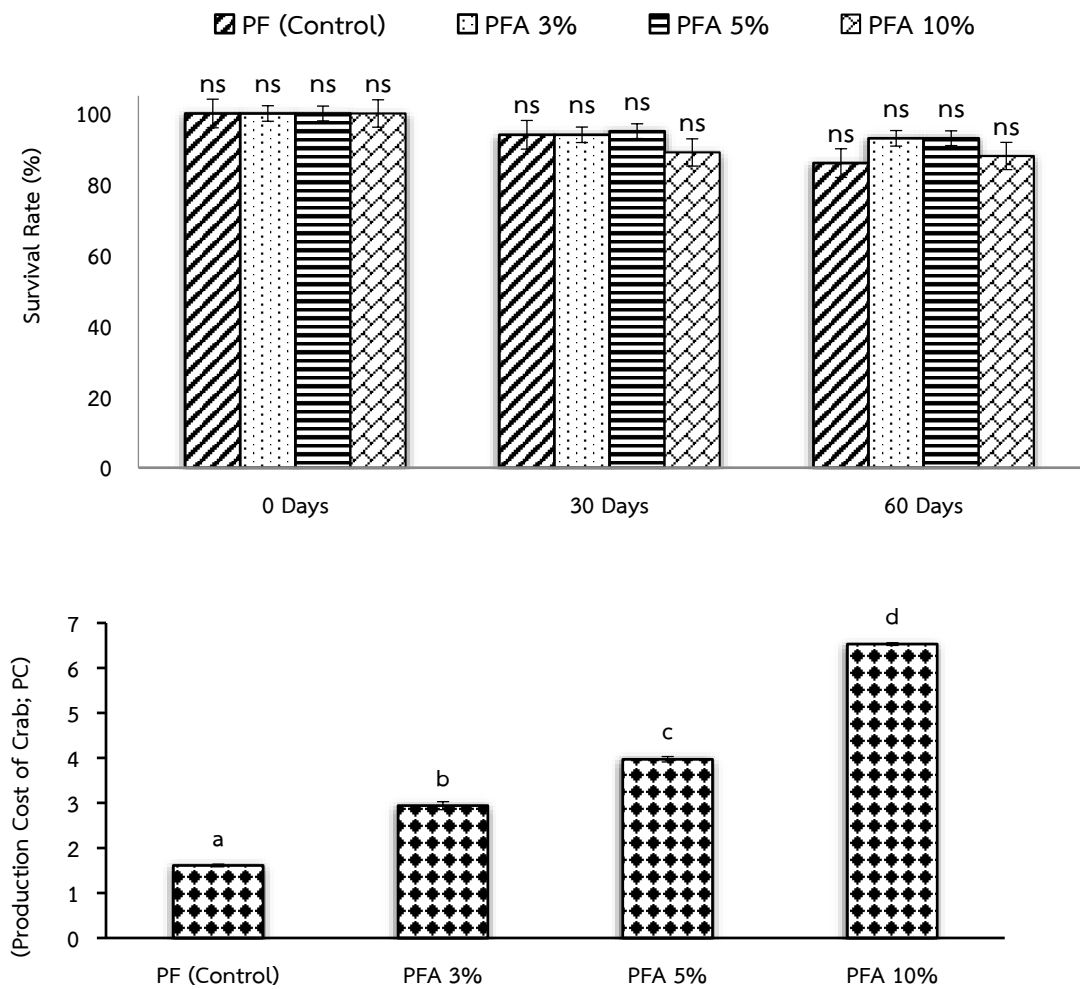 PF (Control) PFA 3% PFA 5% PFA 10%
ns ns ns ns ns ns ns ns ns ns ns ns
Survival Rate (%)
100
80
60
40
20
0
0 Days 30 Days 60 Days
(Production Cost of Crab; PC)
7
6
5
4
3
2
1
0
a b c d
PF (Control) PFA 3% PFA 5% PFA 10%